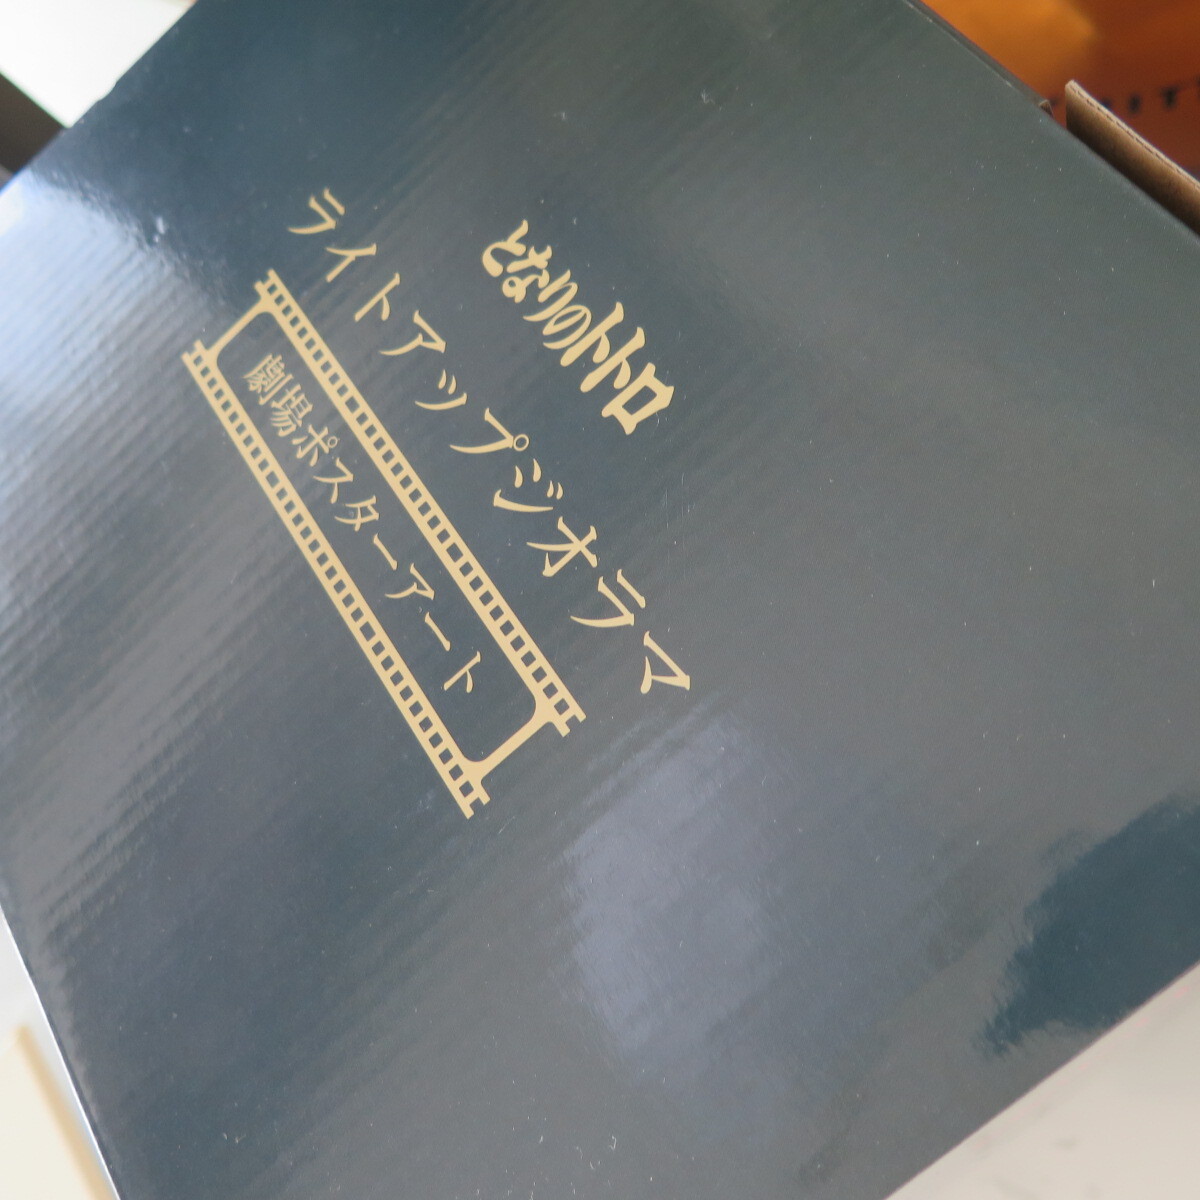 となりのトトロ
ライトアップジオラマ
劇場ポスターアート